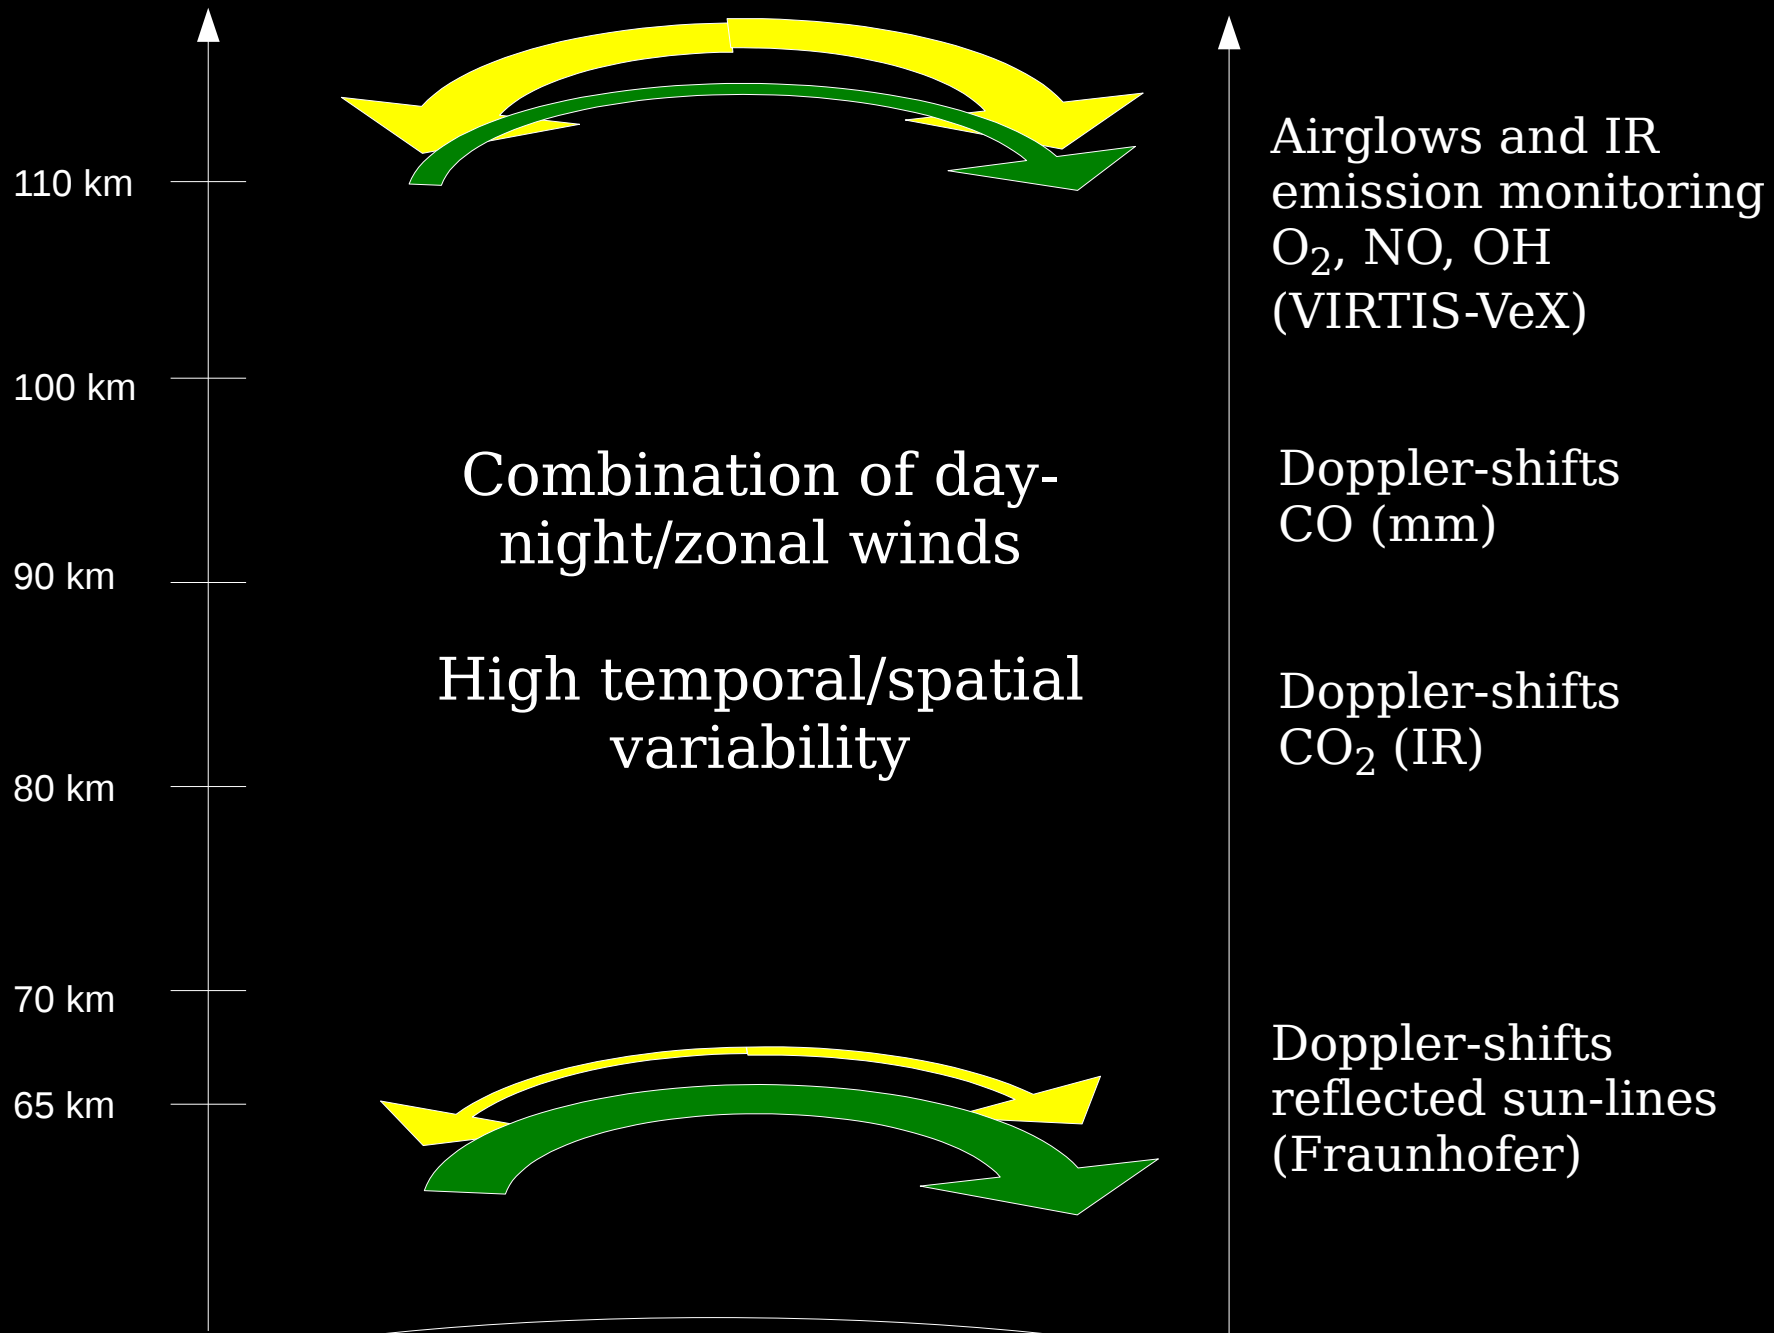 110 km
100 km
90 km
80 km
70 km
65 km
Combination of day-
night/zonal winds
High temporal/spatial
variability
Airglows and IR
emission monitoring
O₂, NO, OH
(VIRTIS-VeX)
Doppler-shifts
CO (mm)
Doppler-shifts
CO₂ (IR)
Doppler-shifts
reflected sun-lines
(Fraunhofer)